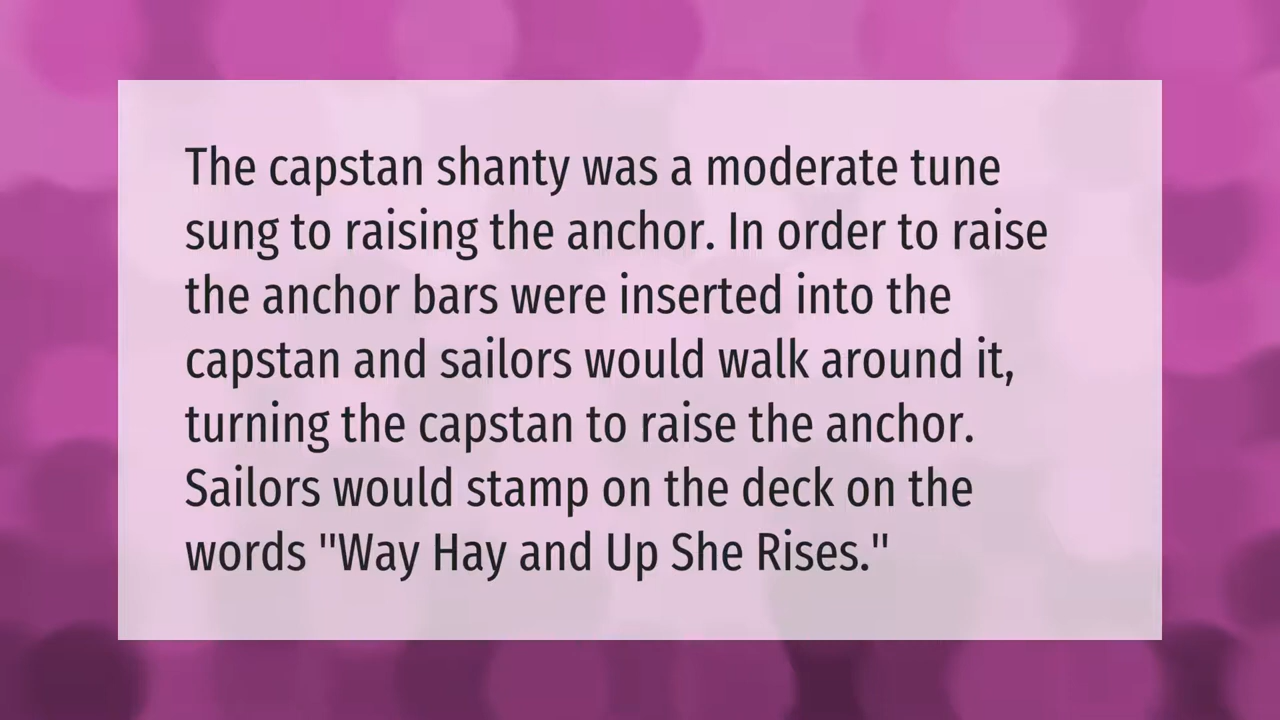 The capstan shanty was a moderate tune
sung to raising the anchor. In order to raise
the anchor bars were inserted into the
capstan and sailors would walk around it,
turning the capstan to raise the anchor.
Sailors would stamp on the deck on the
words "Way Hay and Up She Rises."